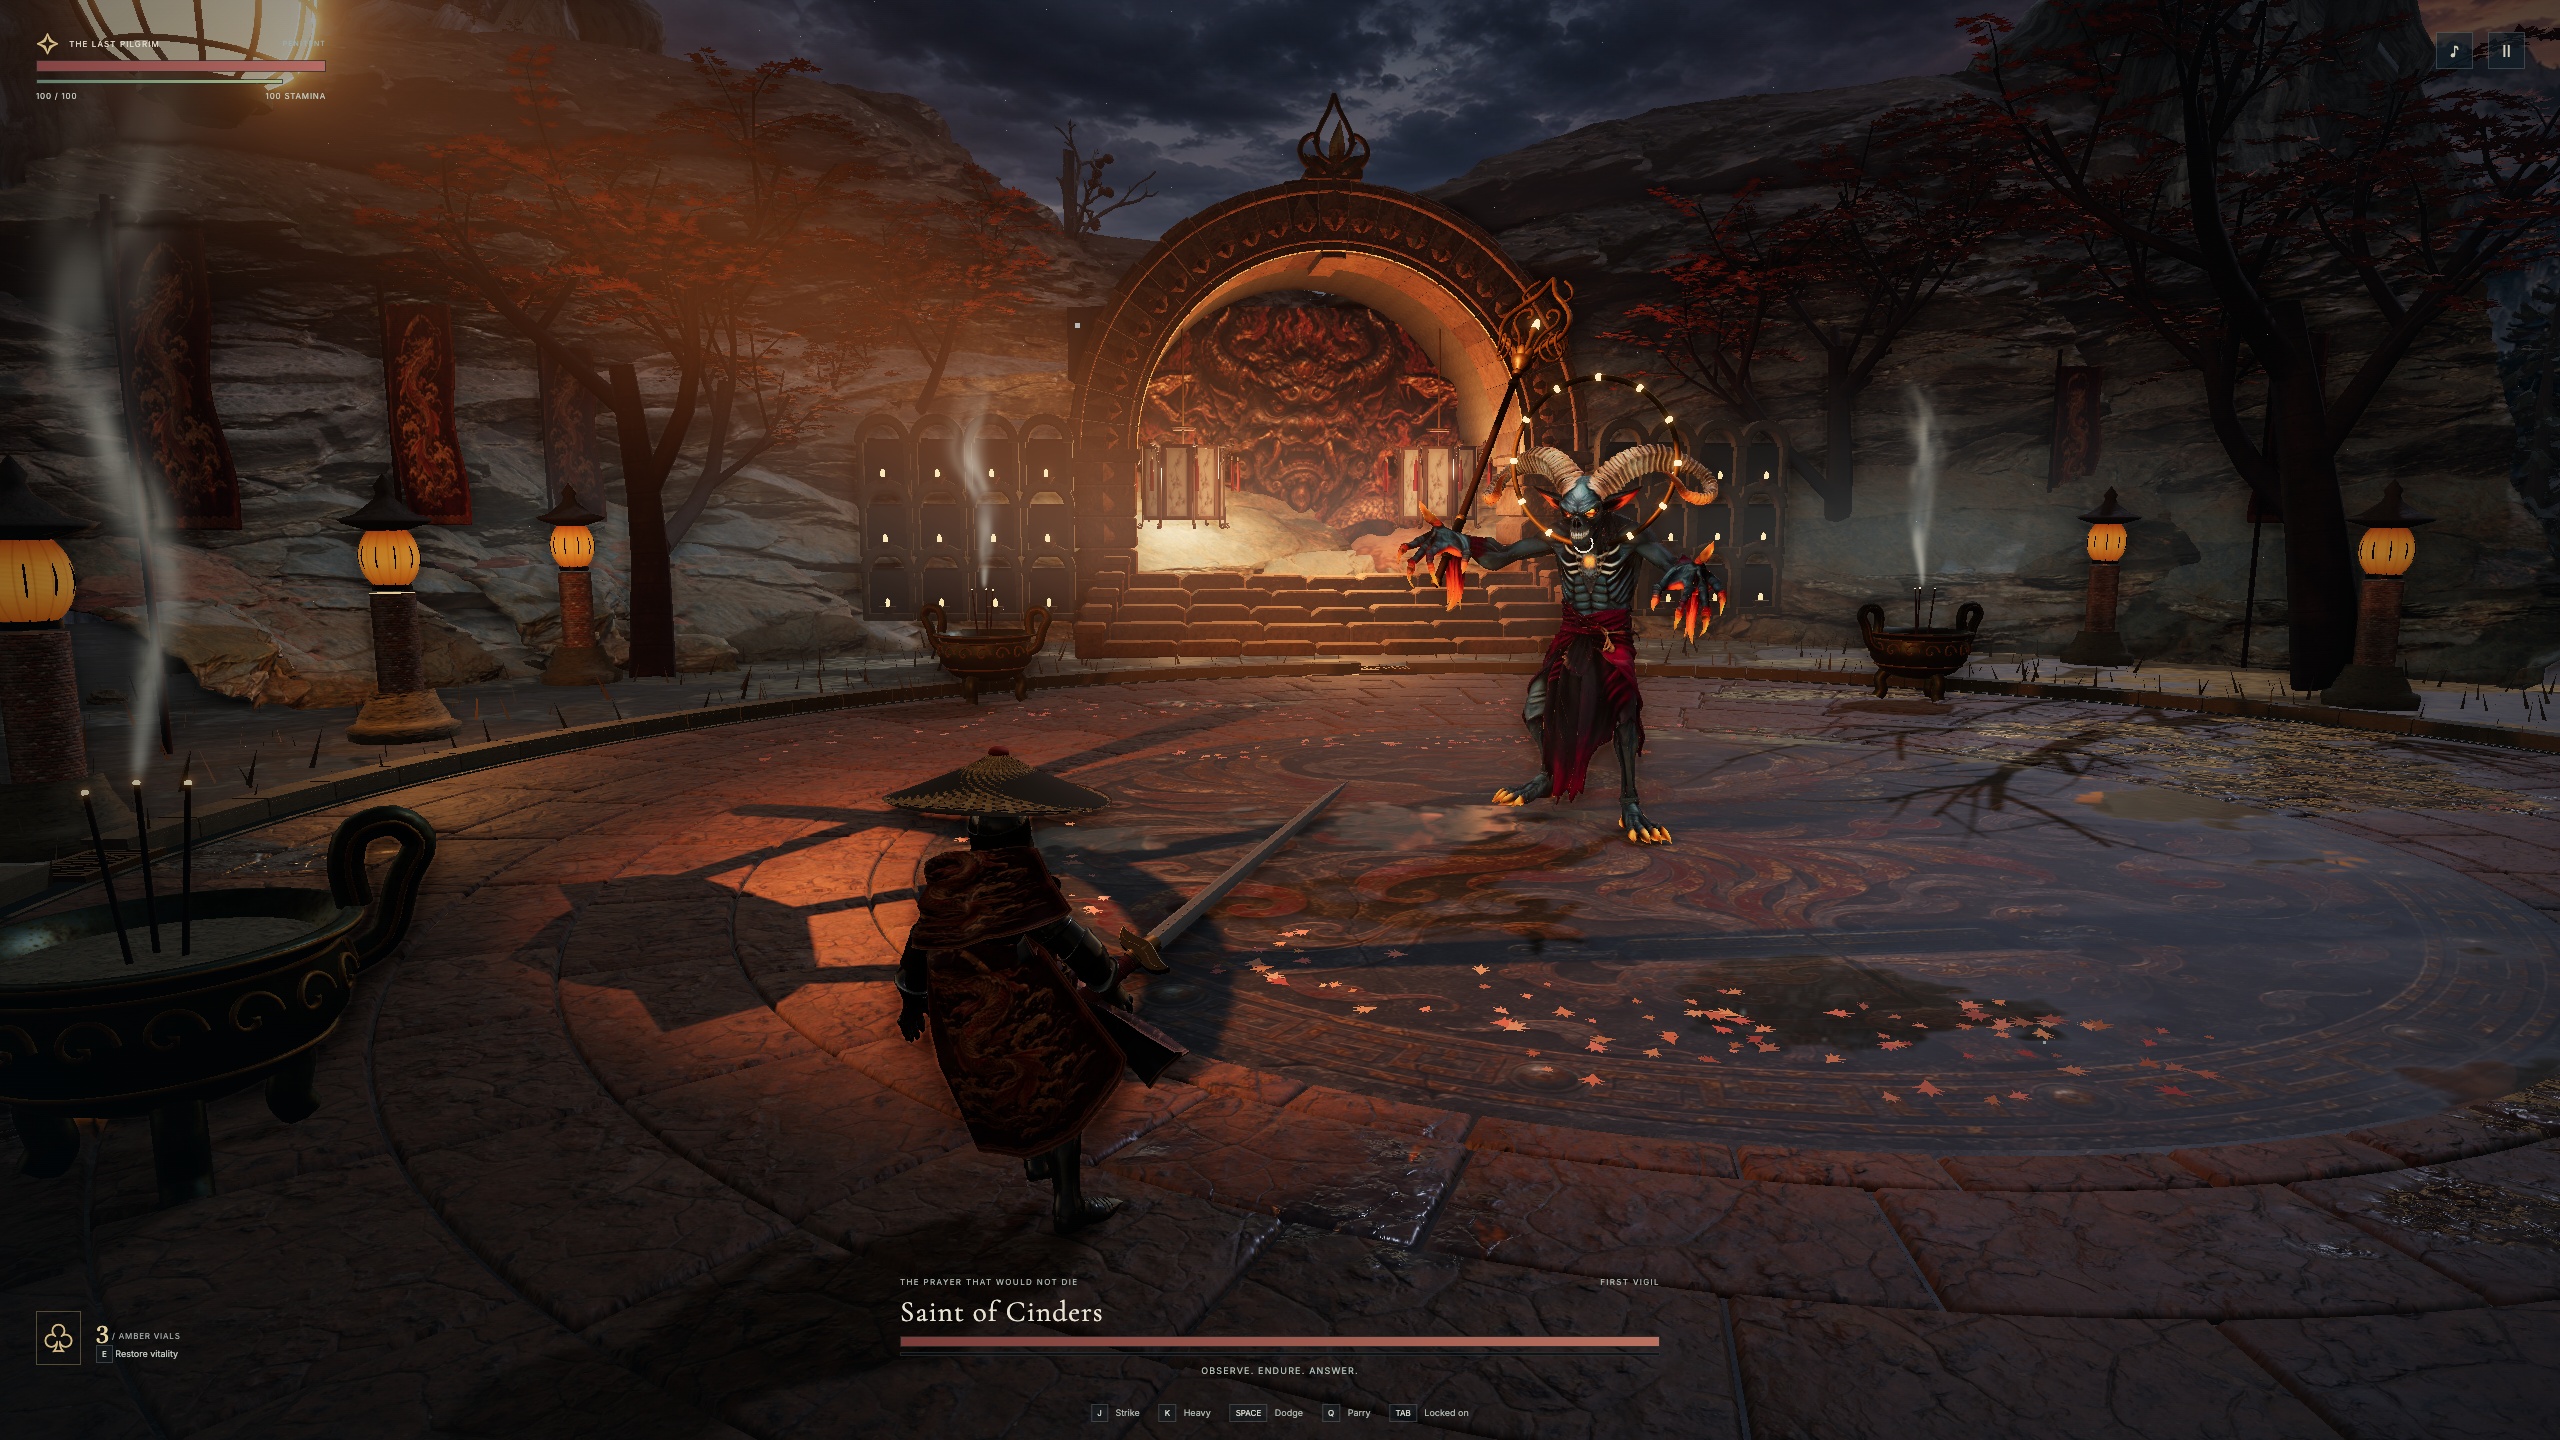 THE LAST PILGRIM
100 / 100
100 STAMINA
THE PRAYER THAT WOULD NOT DIE
FIRST VIGIL
Saint of Cinders
3 / AMBER VIALS
E Restore vitality
OBSERVE. ENDURE. ANSWER.
J Strike K Heavy SPACE Dodge Q Parry TAB Locked on